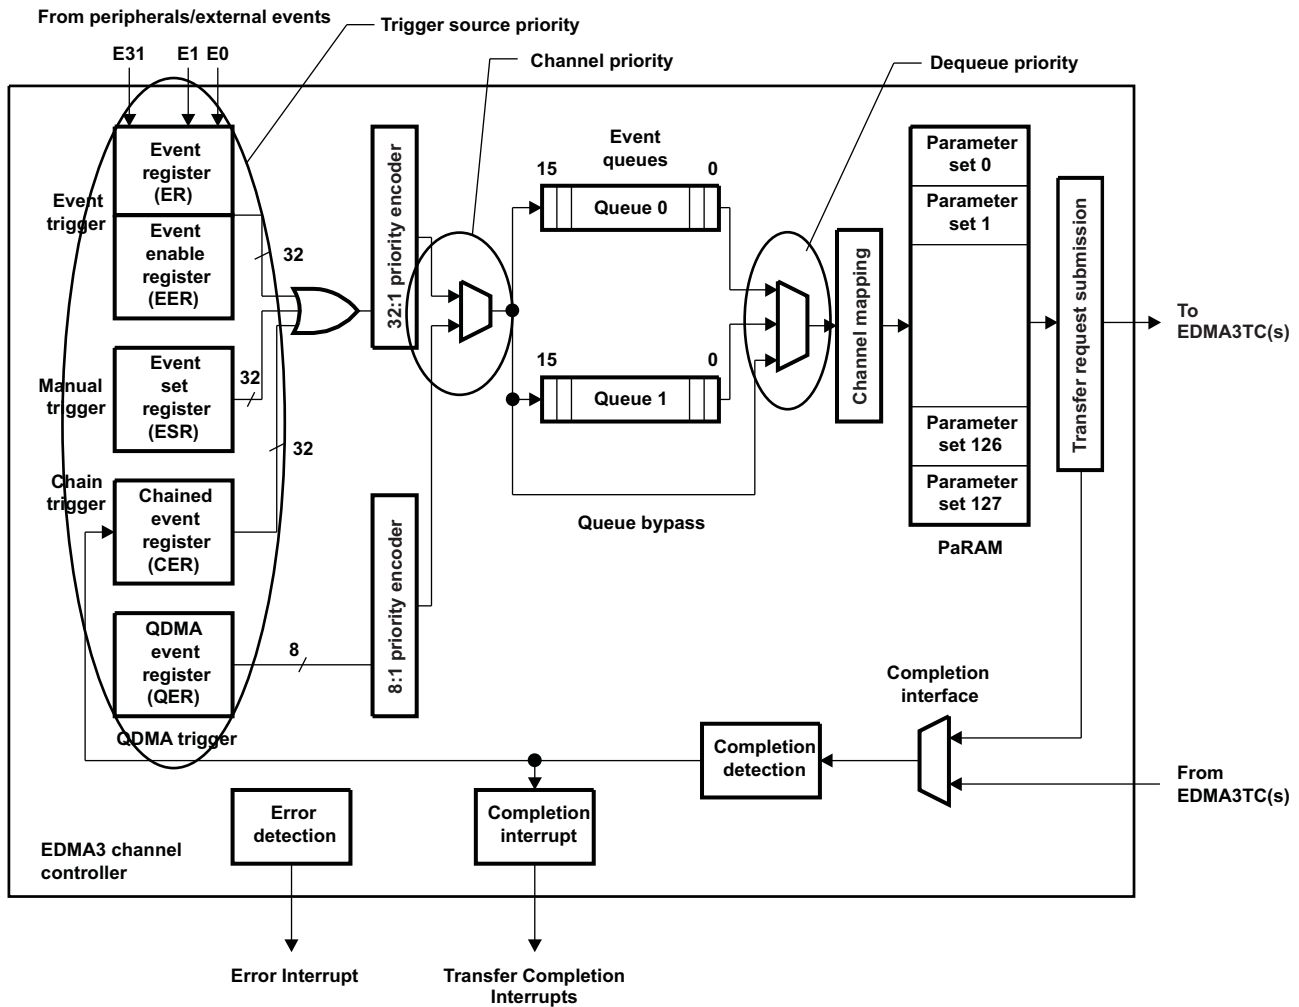 From peripherals/external events
Trigger source priority
Channel priority
Dequeue priority
E31
E1
E0
Event
register
(ER)
Event
trigger
Event
enable
register
(EER)
32
32:1 priority encoder
Event
queues
15
0
Queue 0
Parameter
set 0
Parameter
set 1
Channel mapping
Transfer request submission
To
EDMA3TC(s)
Manual
trigger
Event
set
register
(ESR)
32
15
0
Queue 1
Parameter
set 126
Parameter
set 127
PaRAM
32
Chain
trigger
Chained
event
register
(CER)
Queue bypass
8:1 priority encoder
QDMA
event
register
(QER)
8
QDMA trigger
Completion
interface
Completion
detection
From
EDMA3TC(s)
Error
detection
Completion
interrupt
EDMA3 channel
controller
Error Interrupt
Transfer Completion
Interrupts